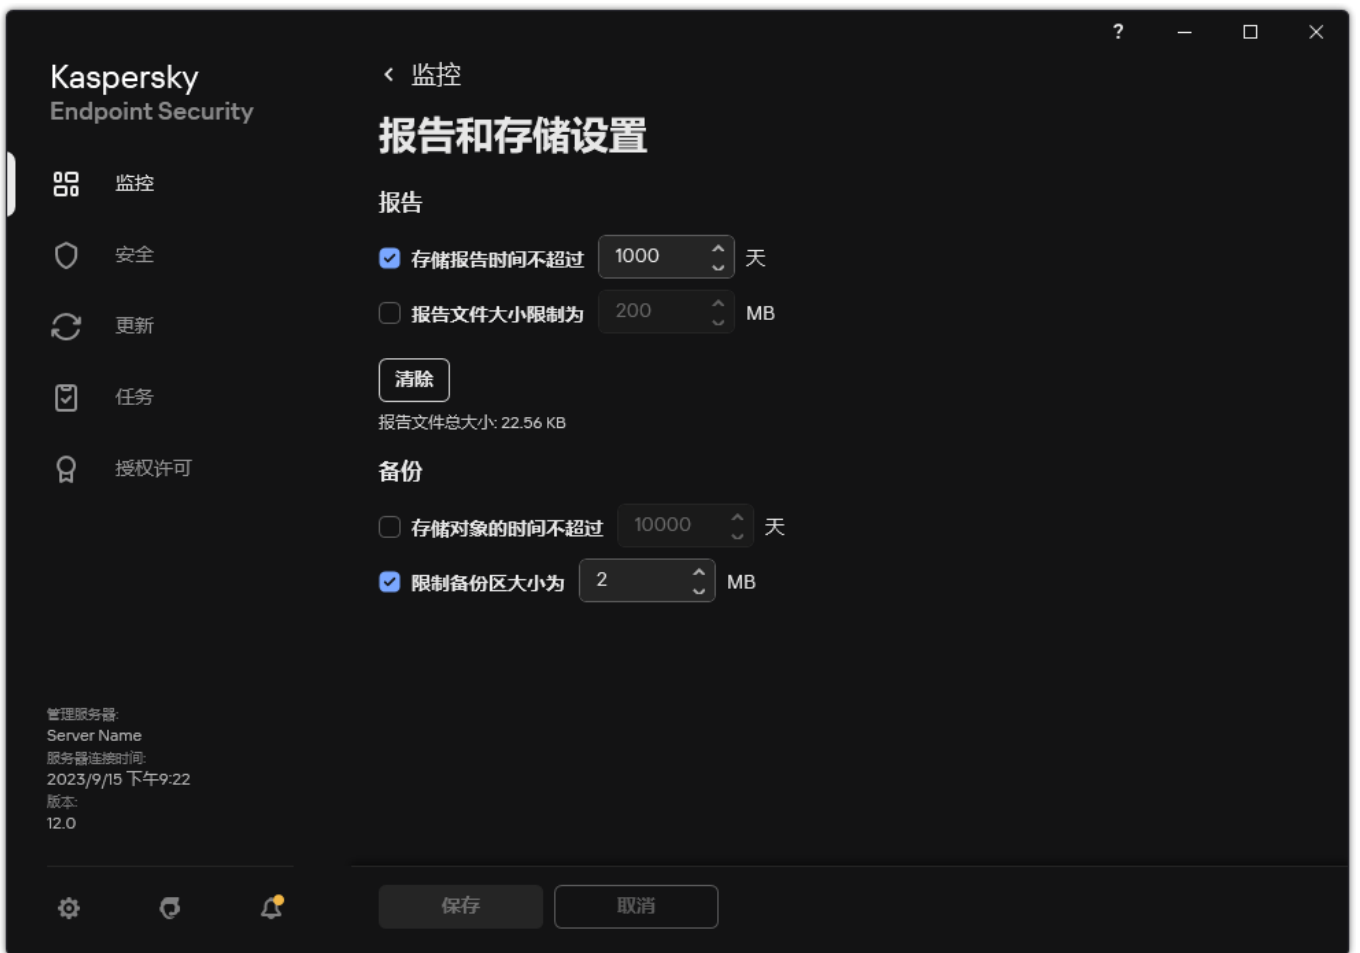 ?
Kaspersky
Endpoint Security
监控
安全
更新
任务
授权许可
管理服务器:
Server Name
服务器连接时间:
2023/9/15 下午9:22
版本:
12.0
监控
报告和存储设置
报告
存储报告时间不超过 1000 天
报告文件大小限制为 200 MB
清除
报告文件总大小: 22.56 KB
备份
存储对象的时间不超过 10000 天
限制备份区大小为 2 MB
保存 取消